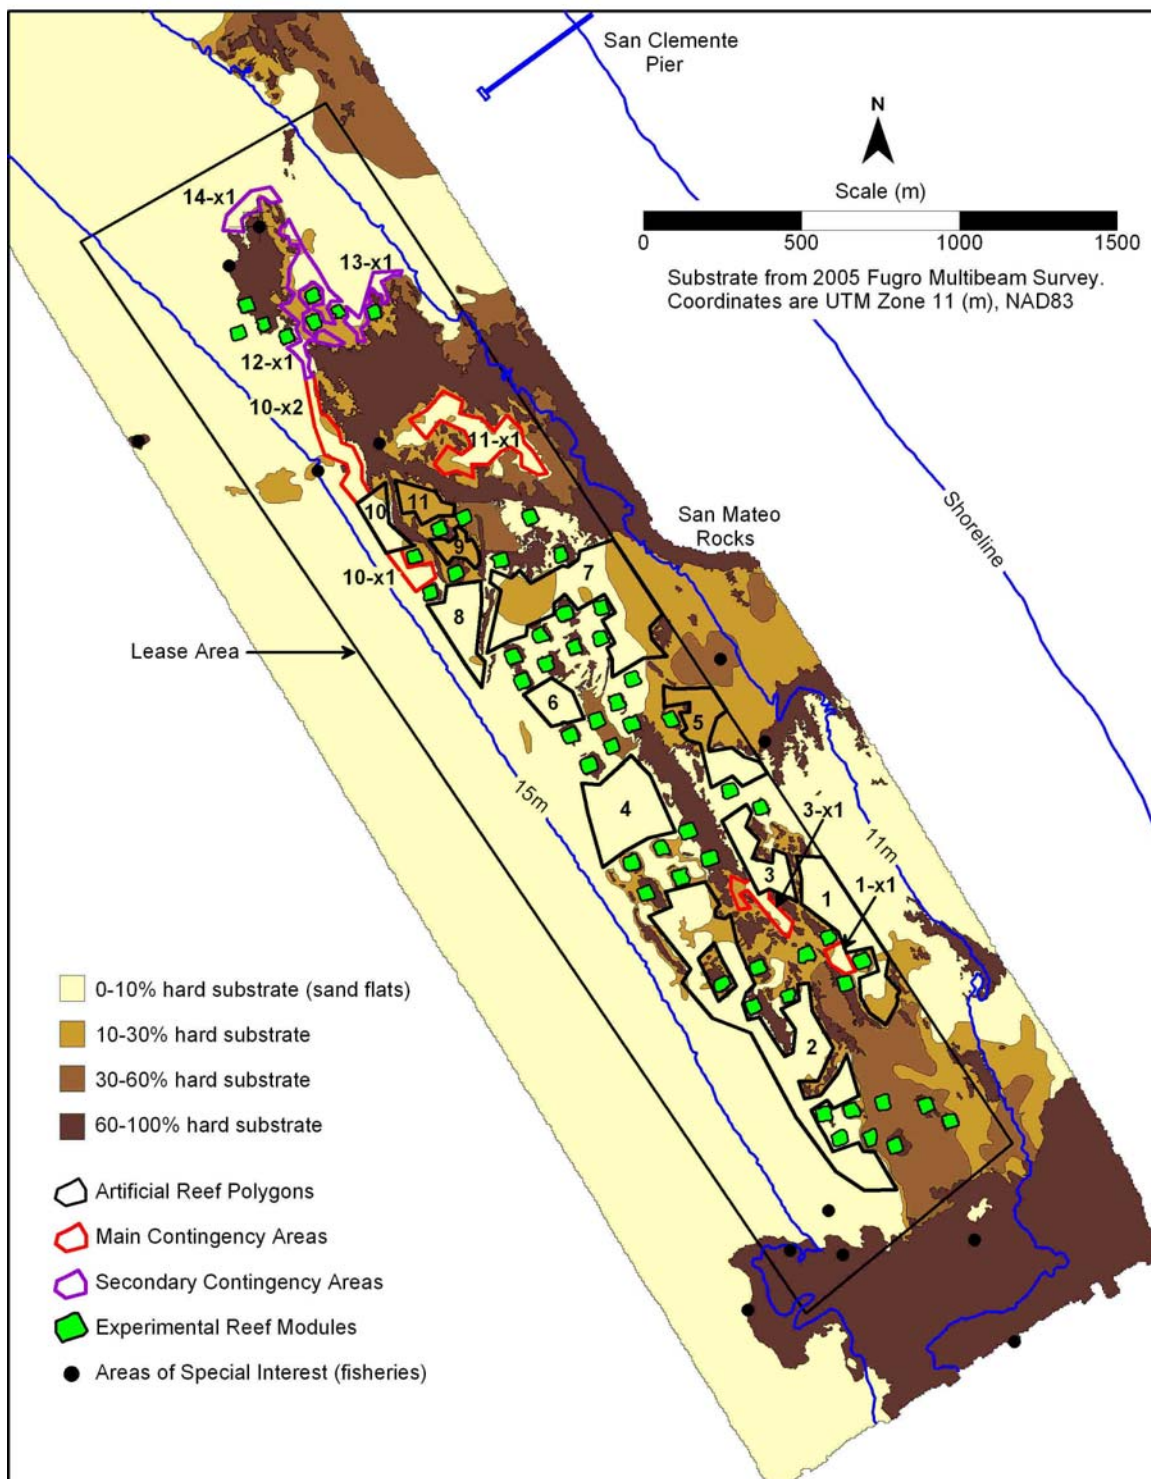 San Clemente
Pier
N
Scale (m)
0 500 1000 1500
Substrate from 2005 Fugro Multibeam Survey.
Coordinates are UTM Zone 11 (m), NAD83
14-x1
13-x1
12-x1
10-x2
11-x1
10
11
9
10-x1
San Mateo
Rocks
Shoreline
7
8
Lease Area
6
5
15m
4
3-x1
11m
3
1
1-x1
2
0-10% hard substrate (sand flats)
10-30% hard substrate
30-60% hard substrate
60-100% hard substrate
Artificial Reef Polygons
Main Contingency Areas
Secondary Contingency Areas
Experimental Reef Modules
Areas of Special Interest (fisheries)